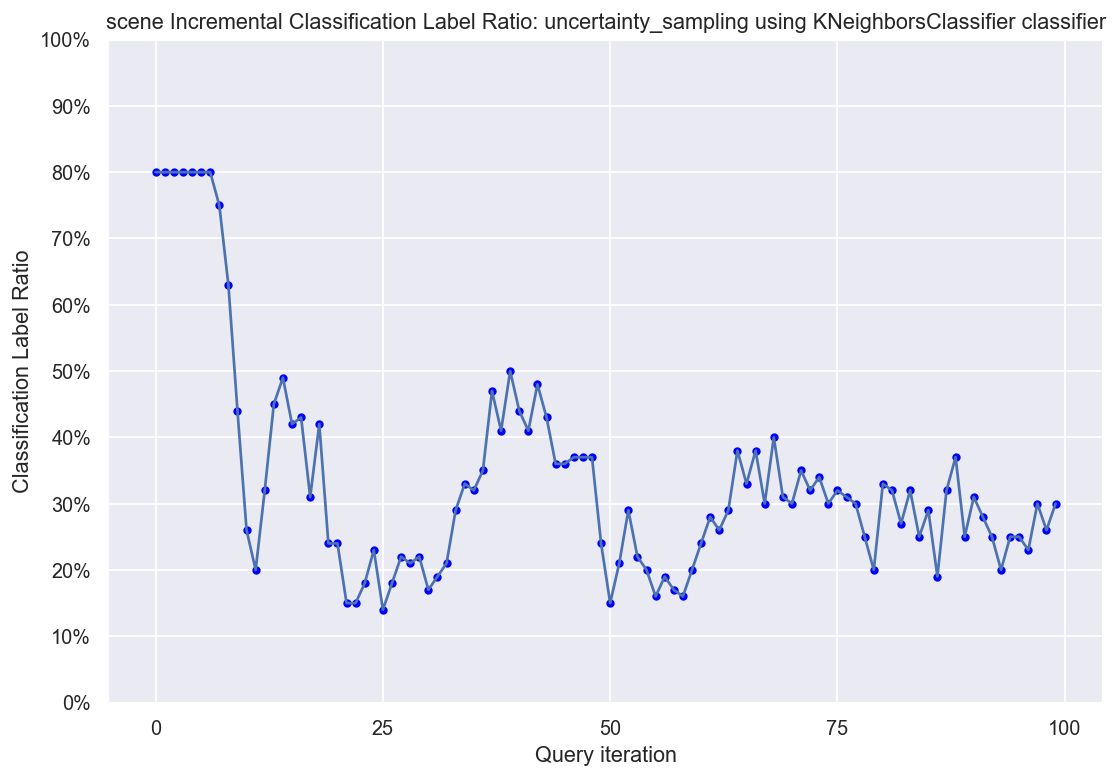 scene Incremental Classification Label Ratio: uncertainty_sampling using KNeighborsClassifier classifier
100%
90%
80%
70%
60%
50%
40%
30%
20%
10%
0%
Classification Label Ratio
0 25 50 75 100
Query iteration